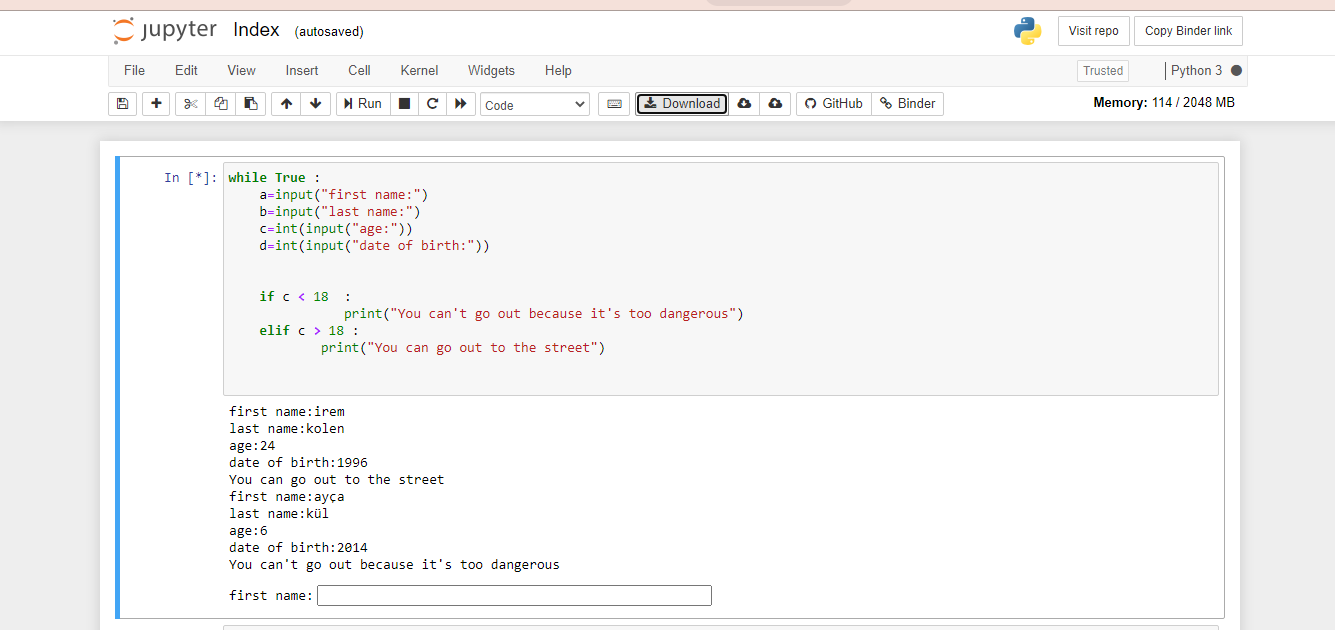 jupyter Index (autosaved)
Visit repo
Copy Binder link
File Edit View Insert Cell Kernel Widgets Help
Trusted
Python 3
Run
Code
Download
GitHub
Binder
Memory: 114 / 2048 MB
In [*]:
while True :
    a=input("first name:")
    b=input("last name:")
    c=int(input("age:"))
    d=int(input("date of birth:"))
    if c < 18  :
               print("You can't go out because it's too dangerous")
    elif c > 18 :
            print("You can go out to the street")
first name:irem
last name:kolen
age:24
date of birth:1996
You can go out to the street
first name:ayça
last name:kül
age:6
date of birth:2014
You can't go out because it's too dangerous
first name: